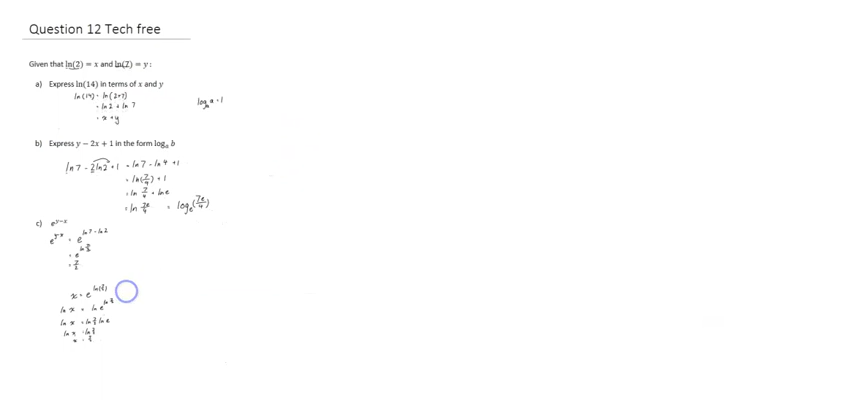 Question 12 Tech free
Given that ln(2) = x and ln(7) = y:
a) Express ln(14) in terms of x and y
ln(14) = ln(2×7)
= ln 2 + ln 7
= x + y
logₐ a = 1
b) Express y − 2x + 1 in the form logₐ b
ln 7 - 2ln2 + 1 = ln 7 - ln 4 + 1
= ln(7/4) + 1
= ln 7/4 + ln e
= ln 7e/4 = logₑ(7e/4)
c) e^(y−x)
e^(y-x) = e^(ln 7 - ln 2)
= e^(ln 7/2)
= 7/2
x = e^(ln(7/2))
ln x = ln e^(ln 7/2)
ln x = ln 7/2 ln e
ln x = ln 7/2
x = 7/2